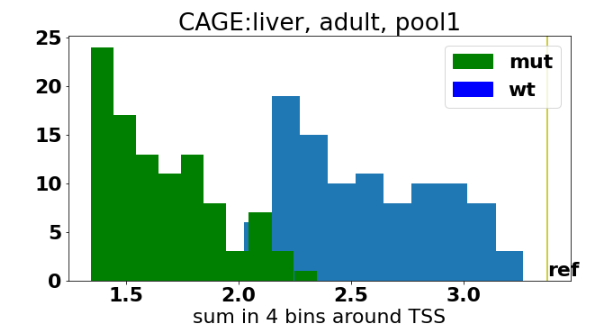 CAGE:liver, adult, pool1
25
20
15
10
5
0
mut
wt
ref
1.5 2.0 2.5 3.0
sum in 4 bins around TSS